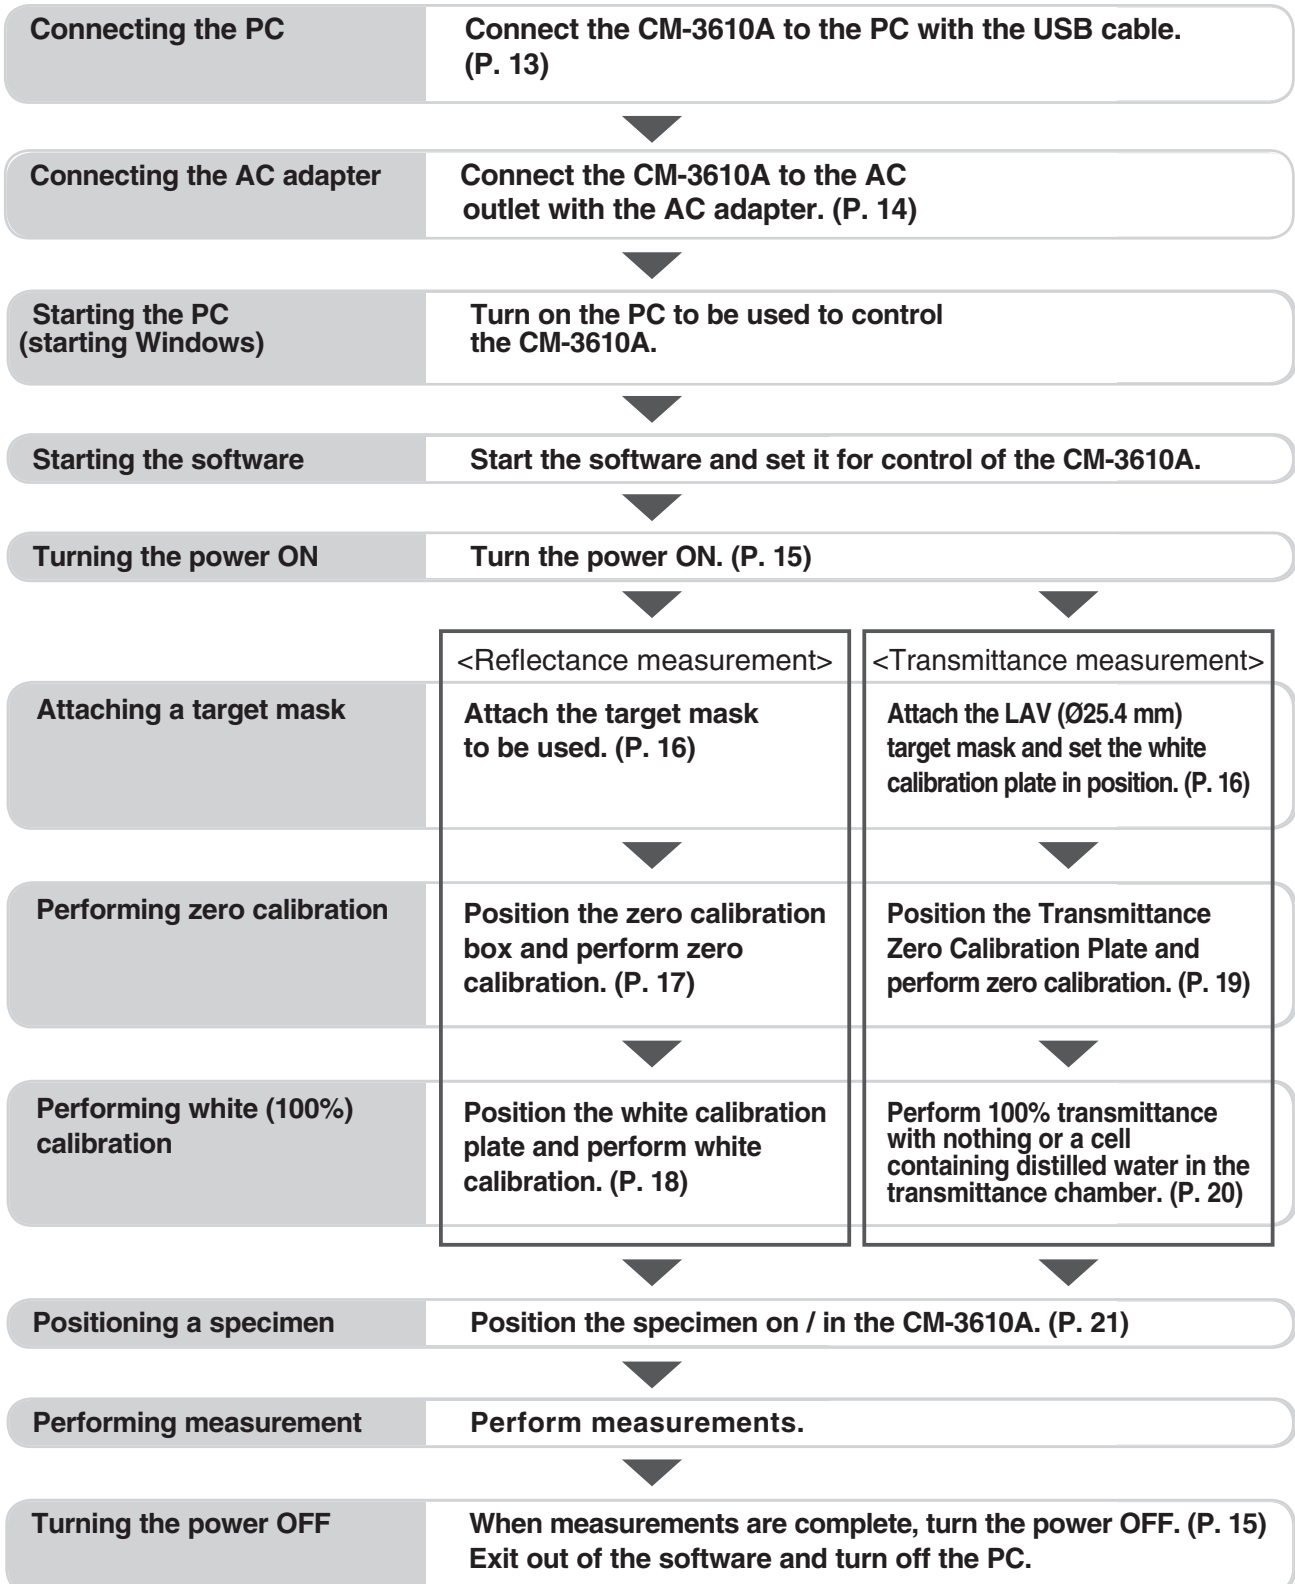 Connecting the PC
Connect the CM-3610A to the PC with the USB cable.
(P. 13)
Connecting the AC adapter
Connect the CM-3610A to the AC
outlet with the AC adapter. (P. 14)
Starting the PC
(starting Windows)
Turn on the PC to be used to control
the CM-3610A.
Starting the software
Start the software and set it for control of the CM-3610A.
Turning the power ON
Turn the power ON. (P. 15)
<Reflectance measurement>
<Transmittance measurement>
Attaching a target mask
Attach the target mask
to be used. (P. 16)
Attach the LAV (Ø25.4 mm)
target mask and set the white
calibration plate in position. (P. 16)
Performing zero calibration
Position the zero calibration
box and perform zero
calibration. (P. 17)
Position the Transmittance
Zero Calibration Plate and
perform zero calibration. (P. 19)
Performing white (100%)
calibration
Position the white calibration
plate and perform white
calibration. (P. 18)
Perform 100% transmittance
with nothing or a cell
containing distilled water in the
transmittance chamber. (P. 20)
Positioning a specimen
Position the specimen on / in the CM-3610A. (P. 21)
Performing measurement
Perform measurements.
Turning the power OFF
When measurements are complete, turn the power OFF. (P. 15)
Exit out of the software and turn off the PC.